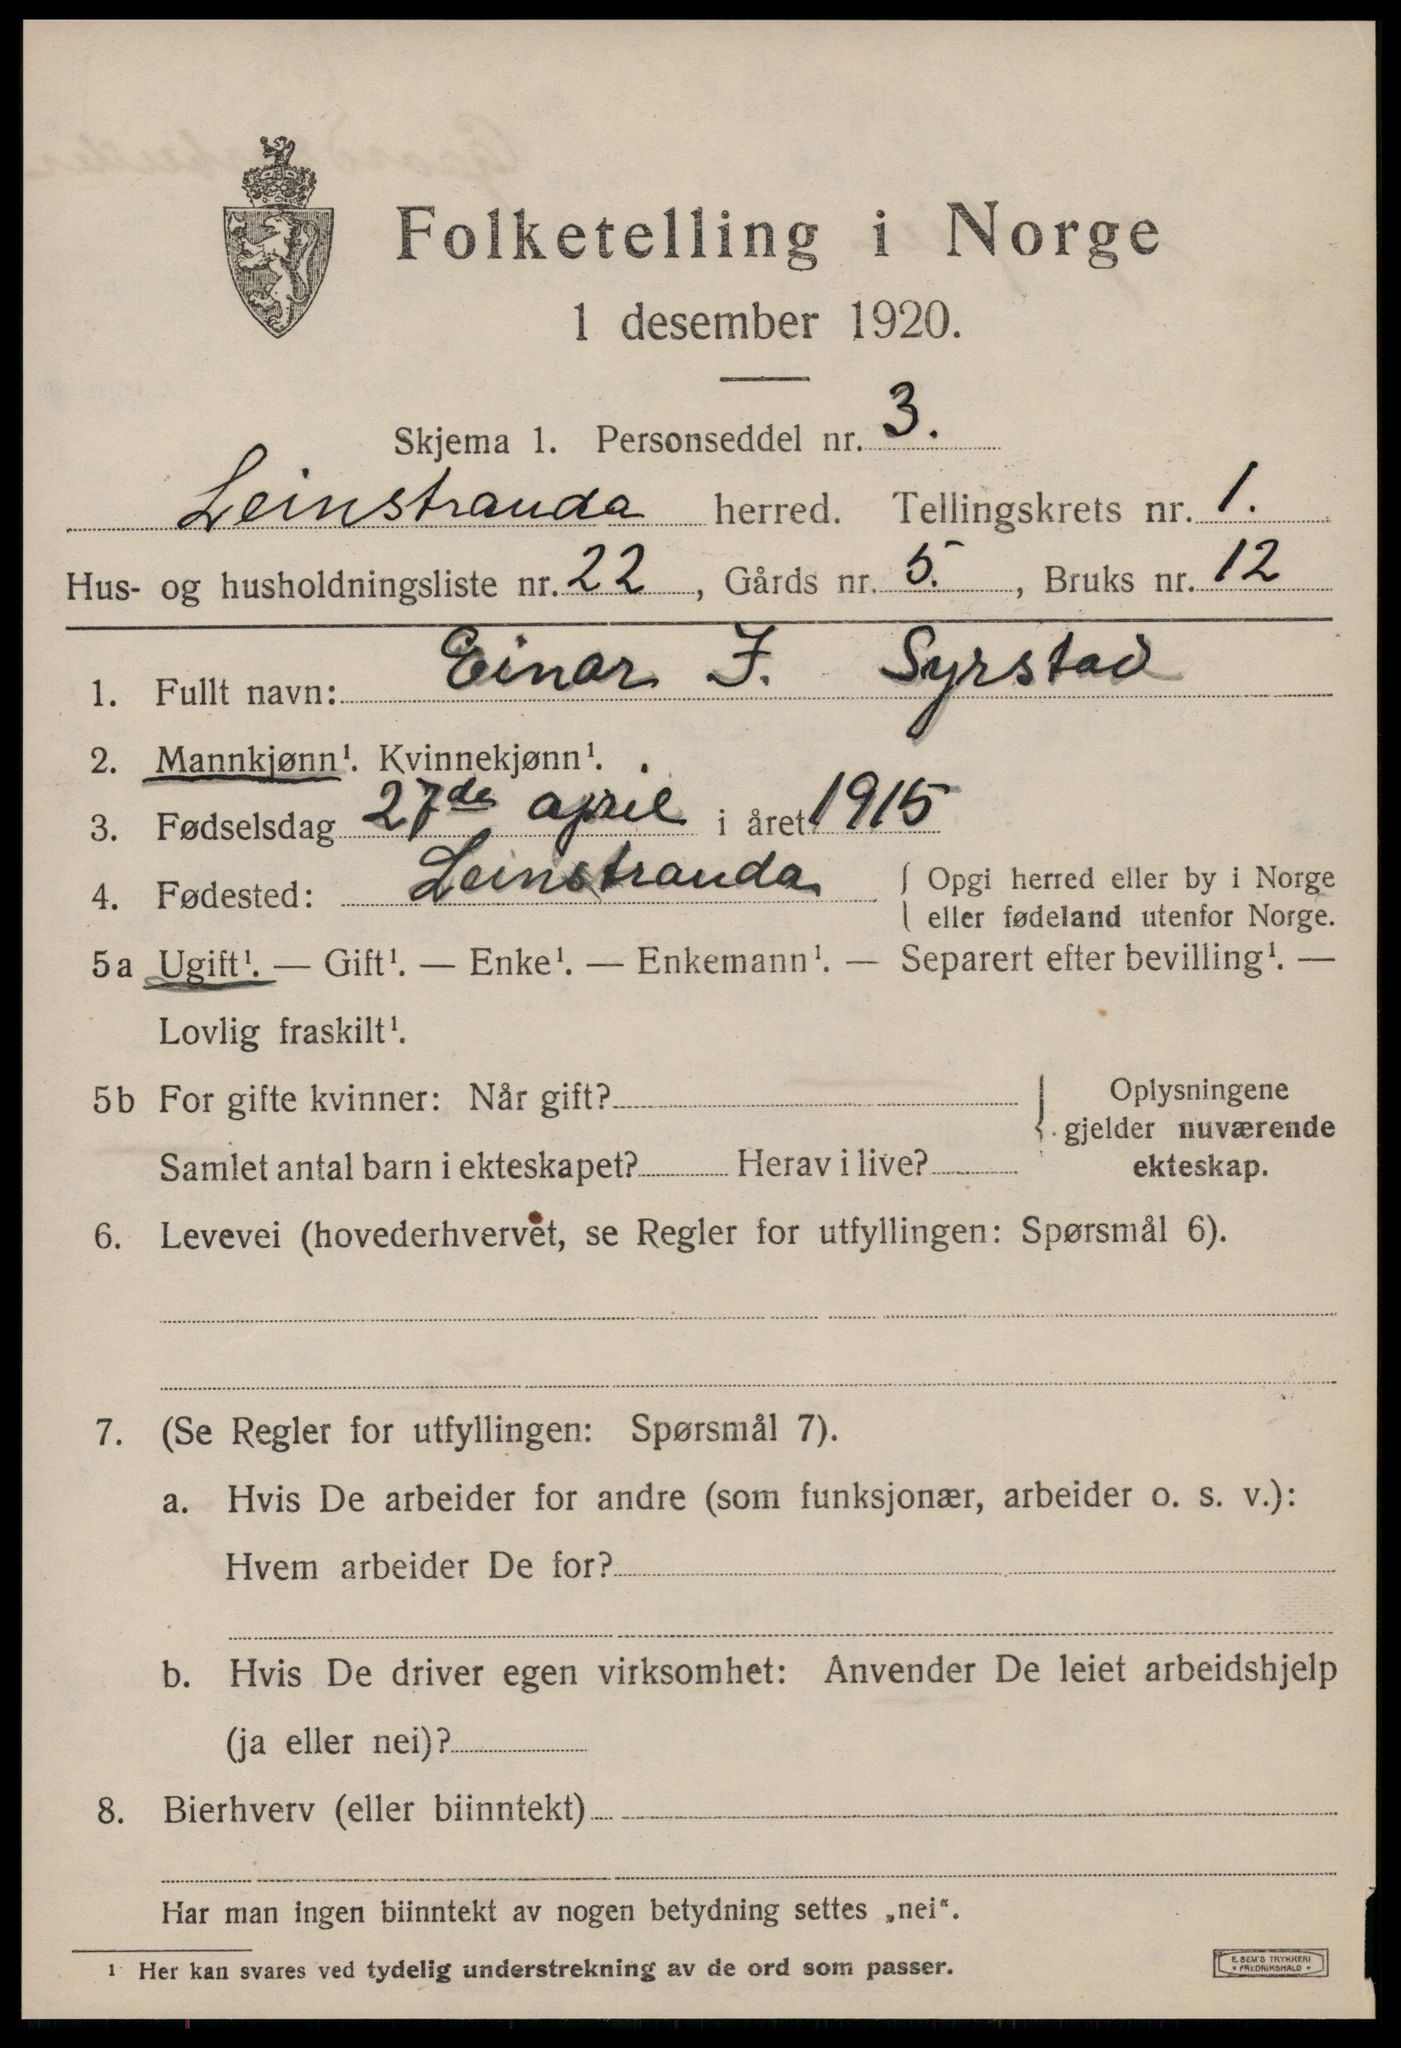 Folketelling i Norge
1 desember 1920.
Skjema 1. Personseddel nr. 3.
Leinstranda herred. Tellingskrets nr. 1.
Hus- og husholdningsliste nr. 22, Gårds nr. 5., Bruks nr. 12
1. Fullt navn: Einar J. Syrstad
2. Mannkjønn¹. Kvinnekjønn¹.
3. Fødselsdag 27de april i året 1915
4. Fødested: Leinstranda { Opgi herred eller by i Norge
eller fødeland utenfor Norge.
5a Ugift¹. — Gift¹. — Enke¹. — Enkemann¹. — Separert efter bevilling¹. —
Lovlig fraskilt¹.
5b For gifte kvinner: Når gift? } Oplysningene
gjelder nuværende
Samlet antal barn i ekteskapet? Herav i live? ekteskap.
6. Levevei (hovederhvervet, se Regler for utfyllingen: Spørsmål 6).
7. (Se Regler for utfyllingen: Spørsmål 7).
a. Hvis De arbeider for andre (som funksjonær, arbeider o. s. v.):
Hvem arbeider De for?
b. Hvis De driver egen virksomhet: Anvender De leiet arbeidshjelp
(ja eller nei)?
8. Bierhverv (eller biinntekt)
Har man ingen biinntekt av nogen betydning settes „nei“.
¹ Her kan svares ved tydelig understrekning av de ord som passer.
E. SEM'S TRYKKERI
* FREDRIKSHALD *